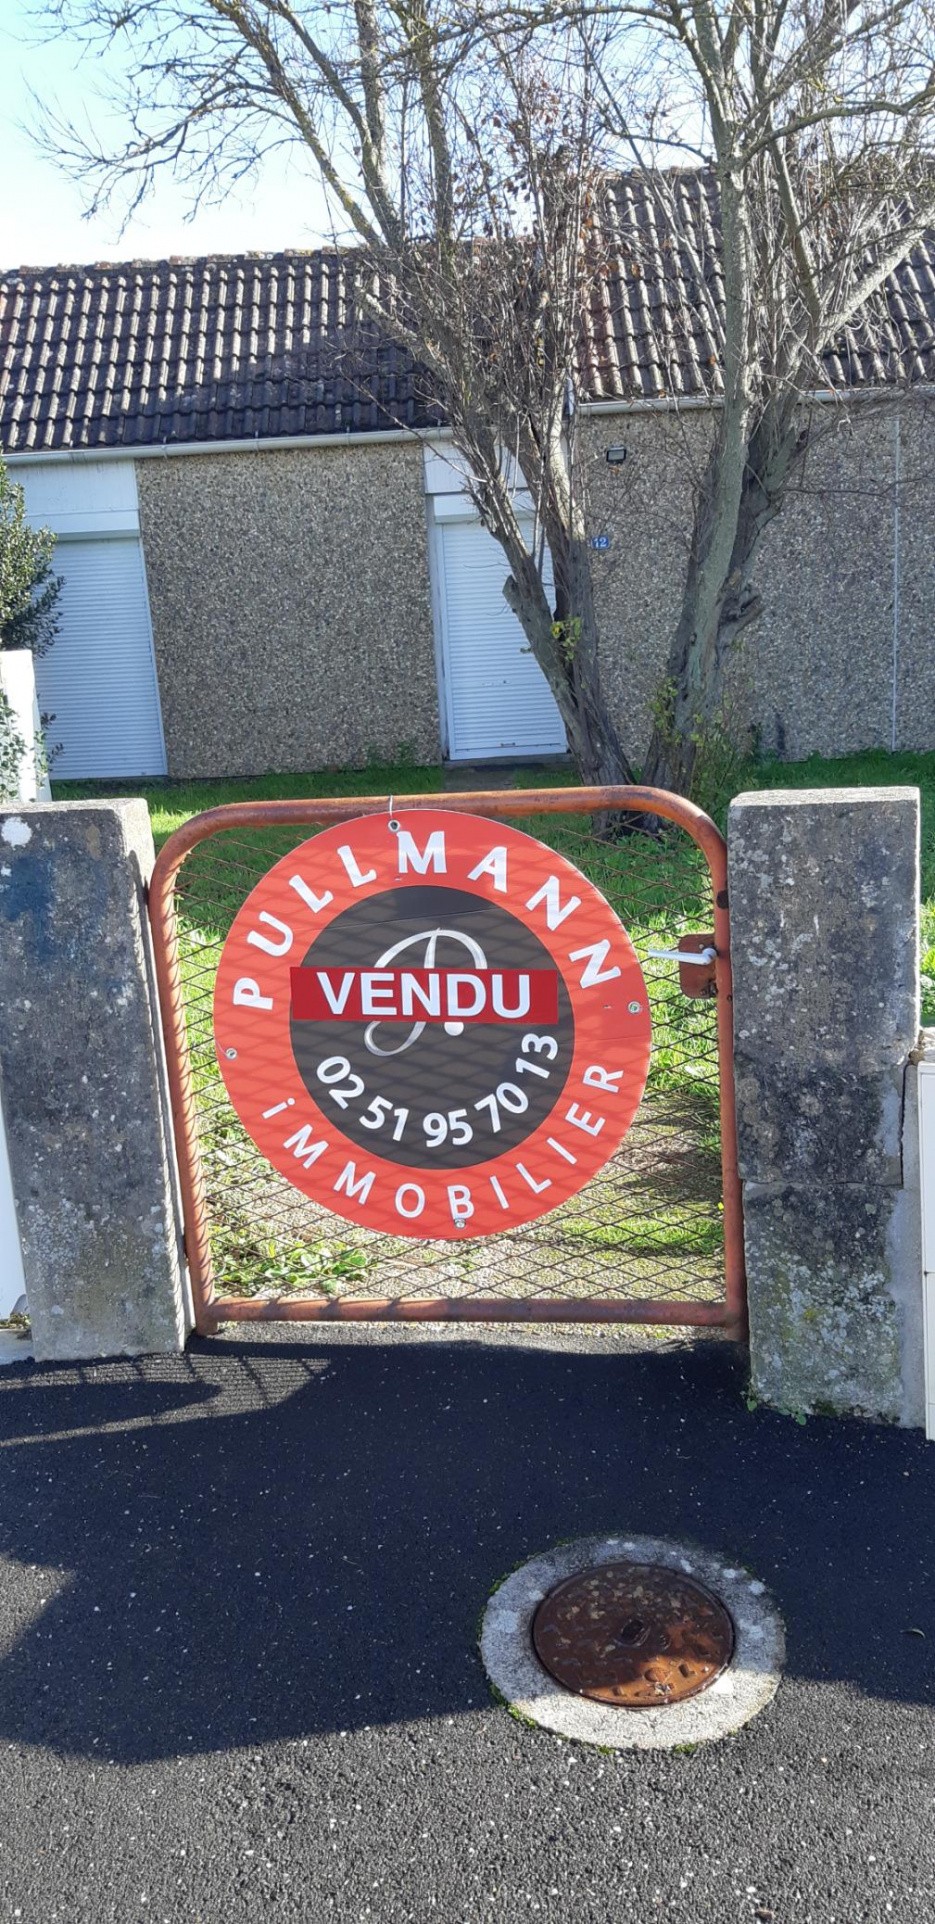 12
PULLMANN
P.
VENDU
02 51 95 70 13
iMMOBILIER